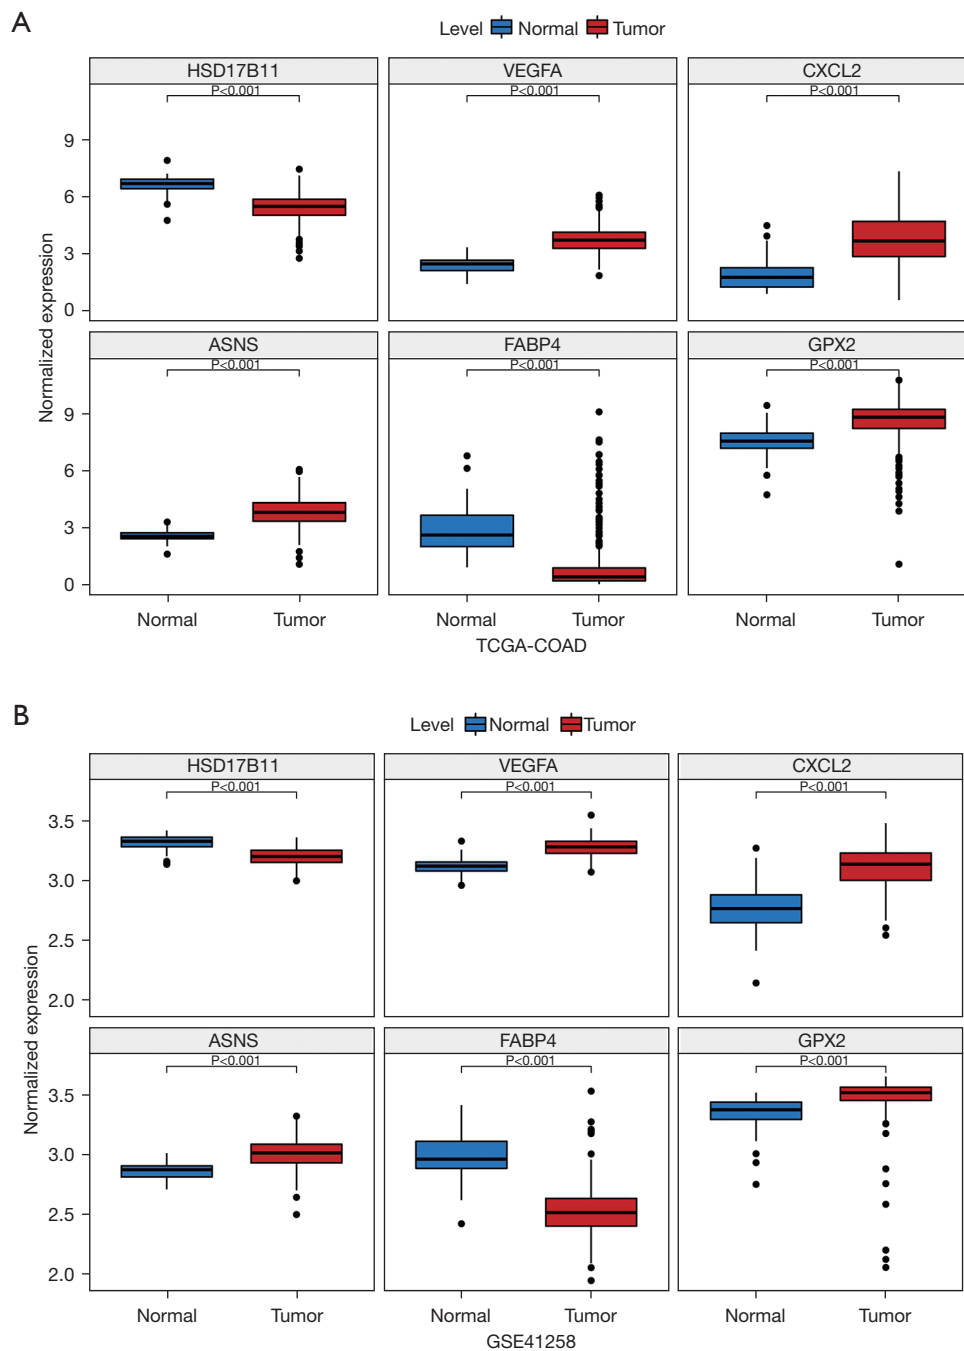 A
Level Normal Tumor
HSD17B11 VEGFA CXCL2
P<0.001 P<0.001 P<0.001
9
6
3
0
Normalized expression
ASNS FABP4 GPX2
P<0.001 P<0.001 P<0.001
9
6
3
0
Normal Tumor Normal Tumor Normal Tumor
TCGA-COAD
B
Level Normal Tumor
HSD17B11 VEGFA CXCL2
P<0.001 P<0.001 P<0.001
3.5
3.0
2.5
2.0
Normalized expression
ASNS FABP4 GPX2
P<0.001 P<0.001 P<0.001
3.5
3.0
2.5
2.0
Normal Tumor Normal Tumor Normal Tumor
GSE41258